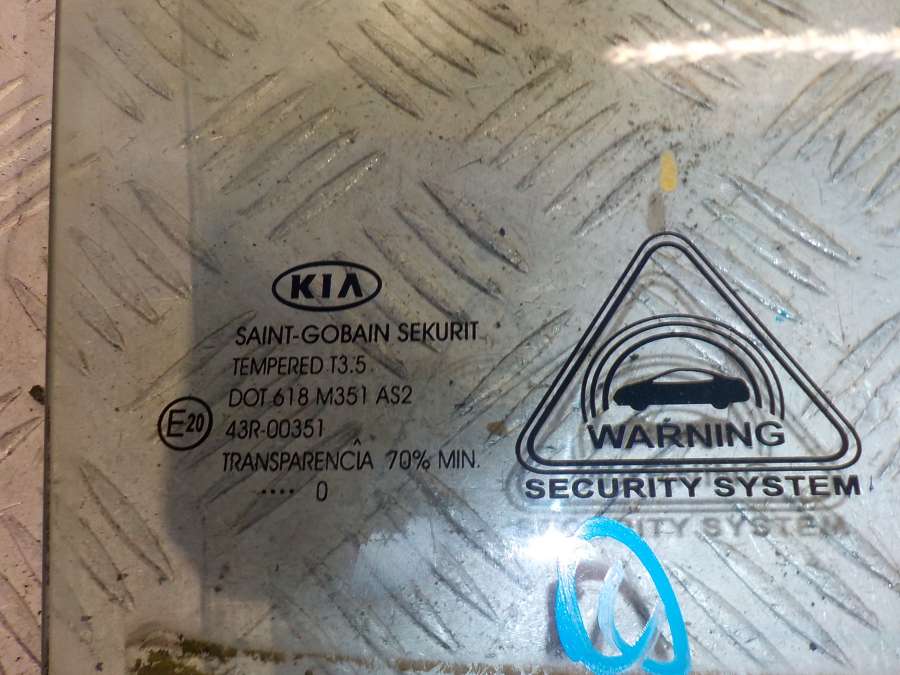 KIA
SAINT-GOBAIN SEKURIT
TEMPERED T3.5
DOT 618 M351 AS2
E20
43R-00351
TRANSPARENCÎA 70% MIN.
.... 0
WARNING
SECURITY SYSTEM